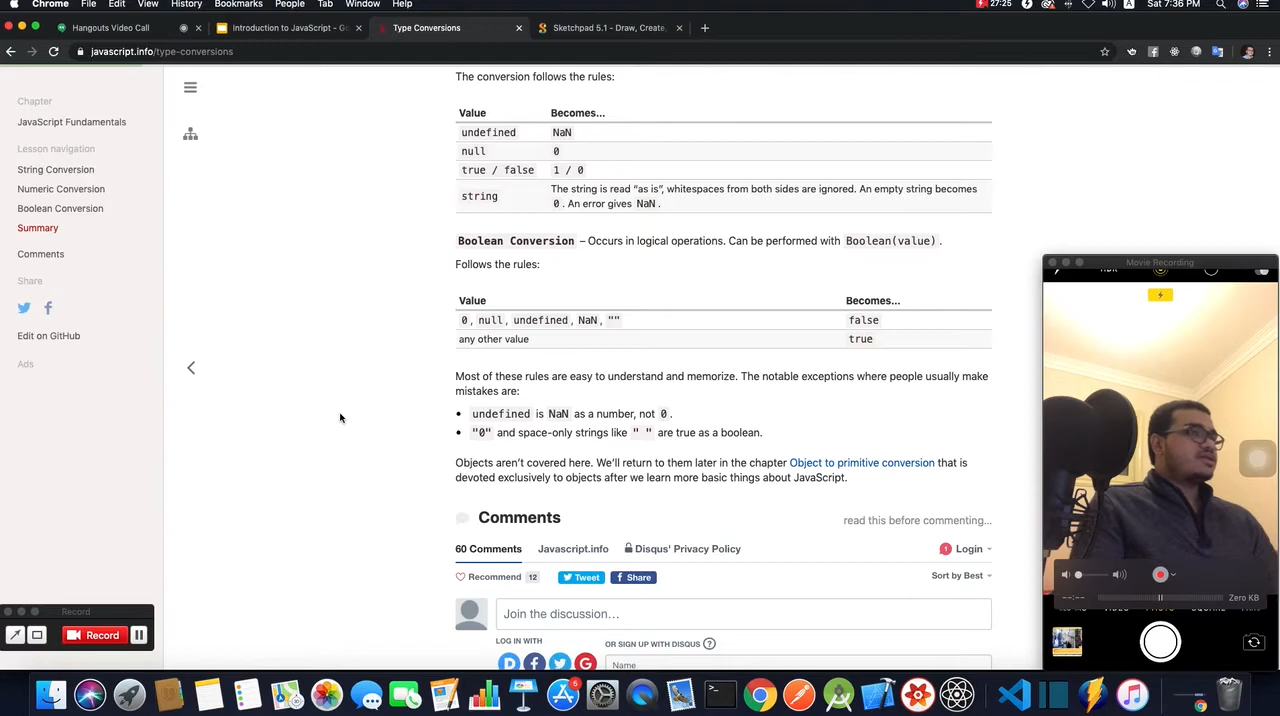 Chrome File Edit View History Bookmarks People Tab Window Help
27:25 Sat 7:36 PM
Hangouts Video Call
Introduction to JavaScript - Go
Type Conversions
Sketchpad 5.1 - Draw, Create,
javascript.info/type-conversions
Chapter
JavaScript Fundamentals
Lesson navigation
String Conversion
Numeric Conversion
Boolean Conversion
Summary
Comments
Share
Edit on GitHub
Ads
The conversion follows the rules:
Value Becomes...
undefined NaN
null 0
true / false 1 / 0
string The string is read “as is”, whitespaces from both sides are ignored. An empty string becomes
0. An error gives NaN.
Boolean Conversion – Occurs in logical operations. Can be performed with Boolean(value).
Follows the rules:
Value Becomes...
0, null, undefined, NaN, "" false
any other value true
Most of these rules are easy to understand and memorize. The notable exceptions where people usually make
mistakes are:
• undefined is NaN as a number, not 0.
• "0" and space-only strings like " " are true as a boolean.
Objects aren’t covered here. We’ll return to them later in the chapter Object to primitive conversion that is
devoted exclusively to objects after we learn more basic things about JavaScript.
Comments
read this before commenting...
60 Comments Javascript.info Disqus' Privacy Policy Login
Recommend 12 Tweet Share Sort by Best
Join the discussion...
LOG IN WITH OR SIGN UP WITH DISQUS ?
Name
Record
Record
Movie Recording
--:-- Zero KB